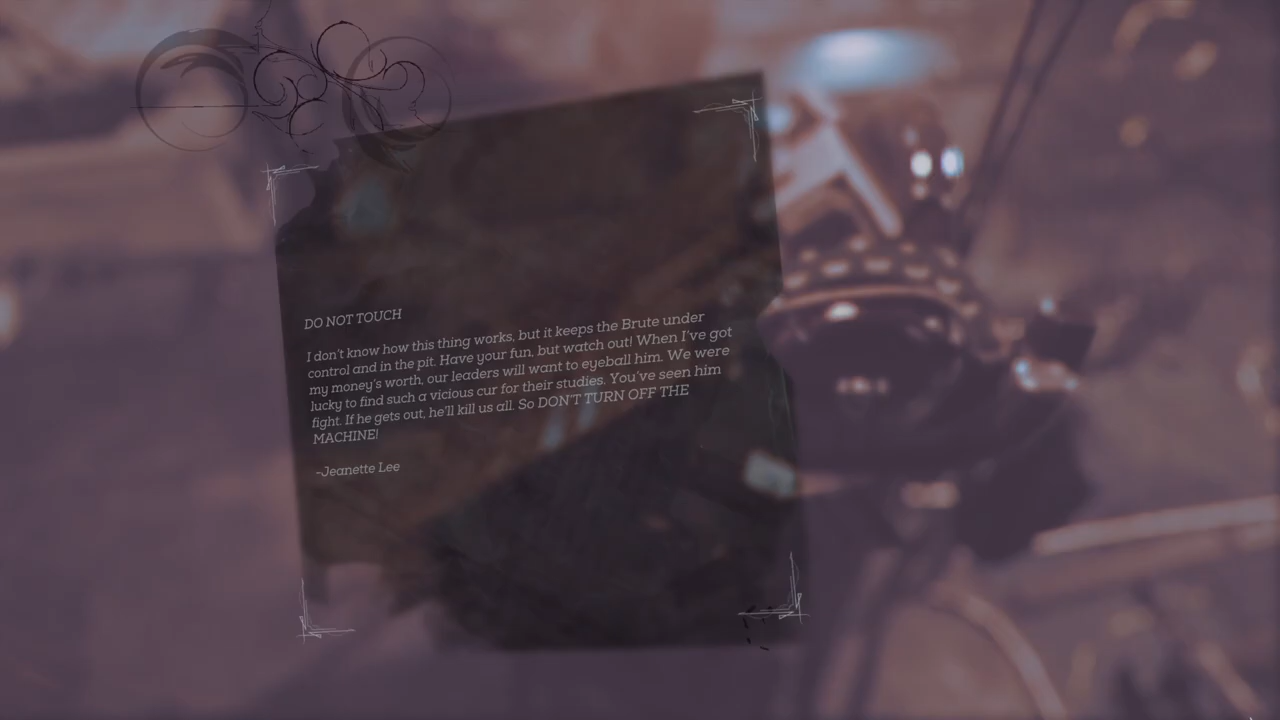 DO NOT TOUCH
I don't know how this thing works, but it keeps the Brute under
control and in the pit. Have your fun, but watch out! When I've got
my money's worth, our leaders will want to eyeball him. We were
lucky to find such a vicious cur for their studies. You've seen him
fight. If he gets out, he'll kill us all. So DON'T TURN OFF THE
MACHINE!
-Jeanette Lee